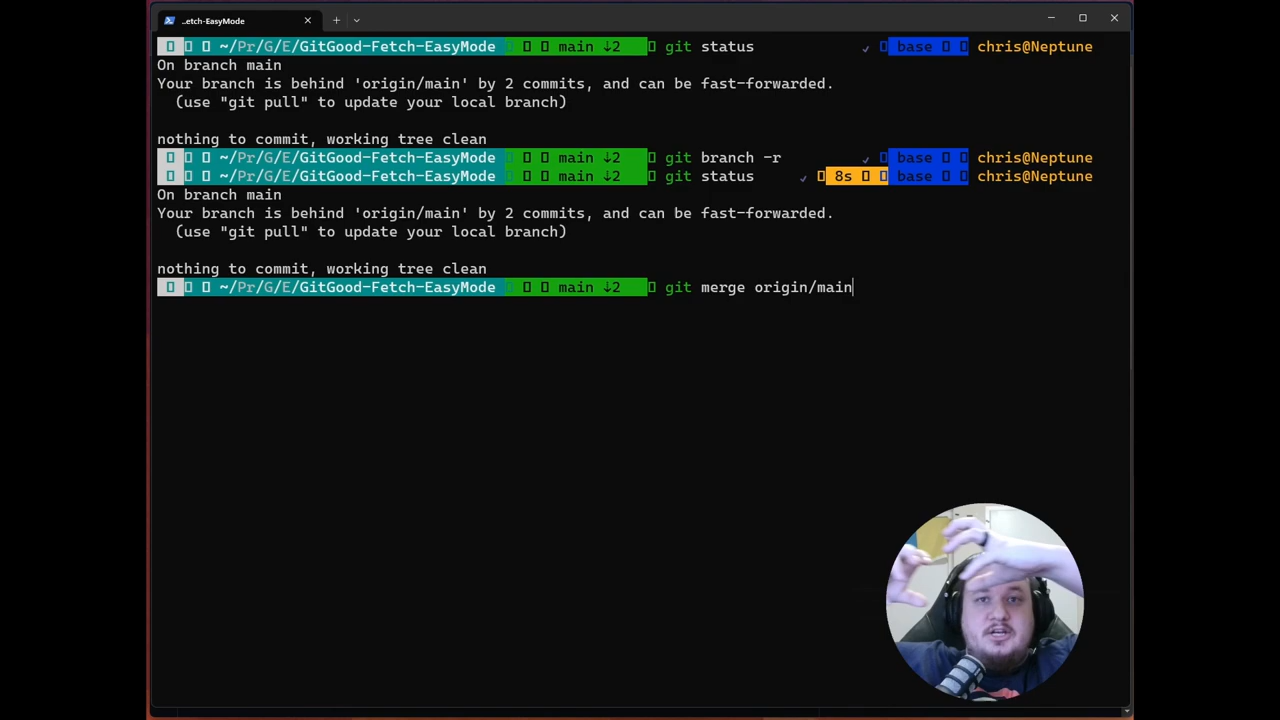 ..etch-EasyMode
~/Pr/G/E/GitGood-Fetch-EasyMode main ↓2 git status ✓ base chris@Neptune
On branch main
Your branch is behind 'origin/main' by 2 commits, and can be fast-forwarded.
(use "git pull" to update your local branch)
nothing to commit, working tree clean
~/Pr/G/E/GitGood-Fetch-EasyMode main ↓2 git branch -r ✓ base chris@Neptune
~/Pr/G/E/GitGood-Fetch-EasyMode main ↓2 git status ✓ 8s base chris@Neptune
On branch main
Your branch is behind 'origin/main' by 2 commits, and can be fast-forwarded.
(use "git pull" to update your local branch)
nothing to commit, working tree clean
~/Pr/G/E/GitGood-Fetch-EasyMode main ↓2 git merge origin/main